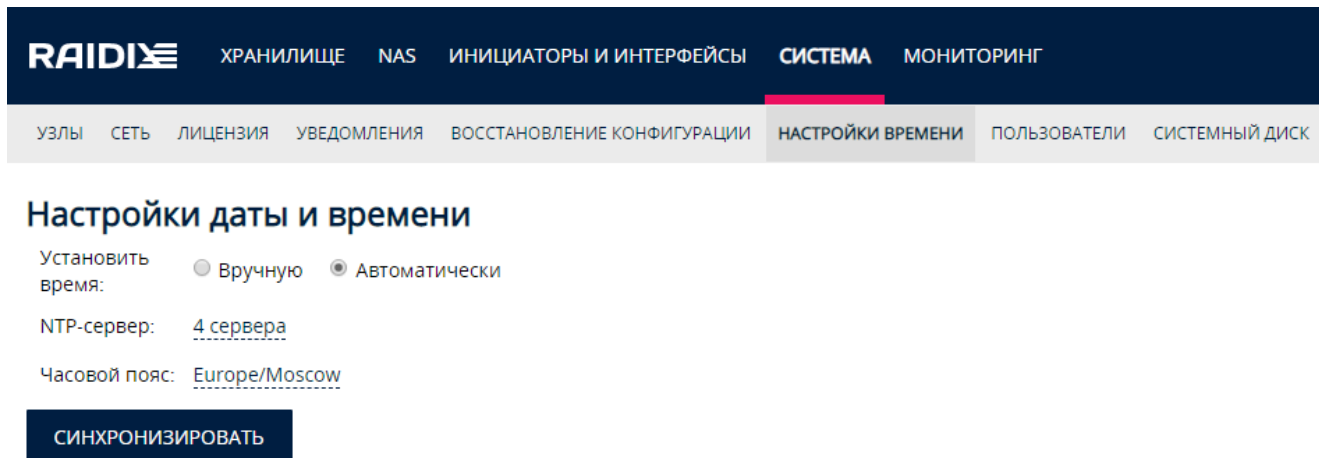 RAIDIX ХРАНИЛИЩЕ NAS ИНИЦИАТОРЫ И ИНТЕРФЕЙСЫ СИСТЕМА МОНИТОРИНГ
УЗЛЫ СЕТЬ ЛИЦЕНЗИЯ УВЕДОМЛЕНИЯ ВОССТАНОВЛЕНИЕ КОНФИГУРАЦИИ НАСТРОЙКИ ВРЕМЕНИ ПОЛЬЗОВАТЕЛИ СИСТЕМНЫЙ ДИСК
Настройки даты и времени
Установить время: Вручную Автоматически
NTP-сервер: 4 сервера
Часовой пояс: Europe/Moscow
СИНХРОНИЗИРОВАТЬ